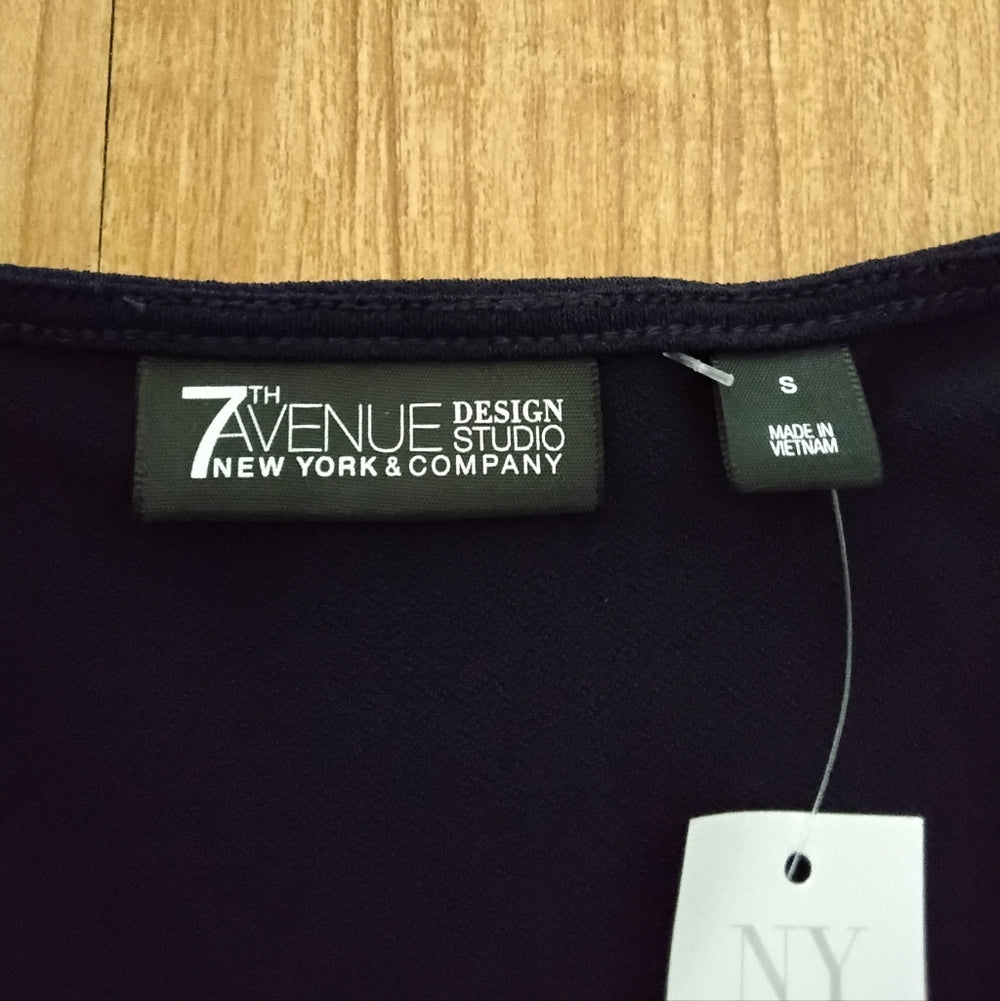 7TH AVENUE DESIGN STUDIO
NEW YORK & COMPANY
S
MADE IN
VIETNAM
NY